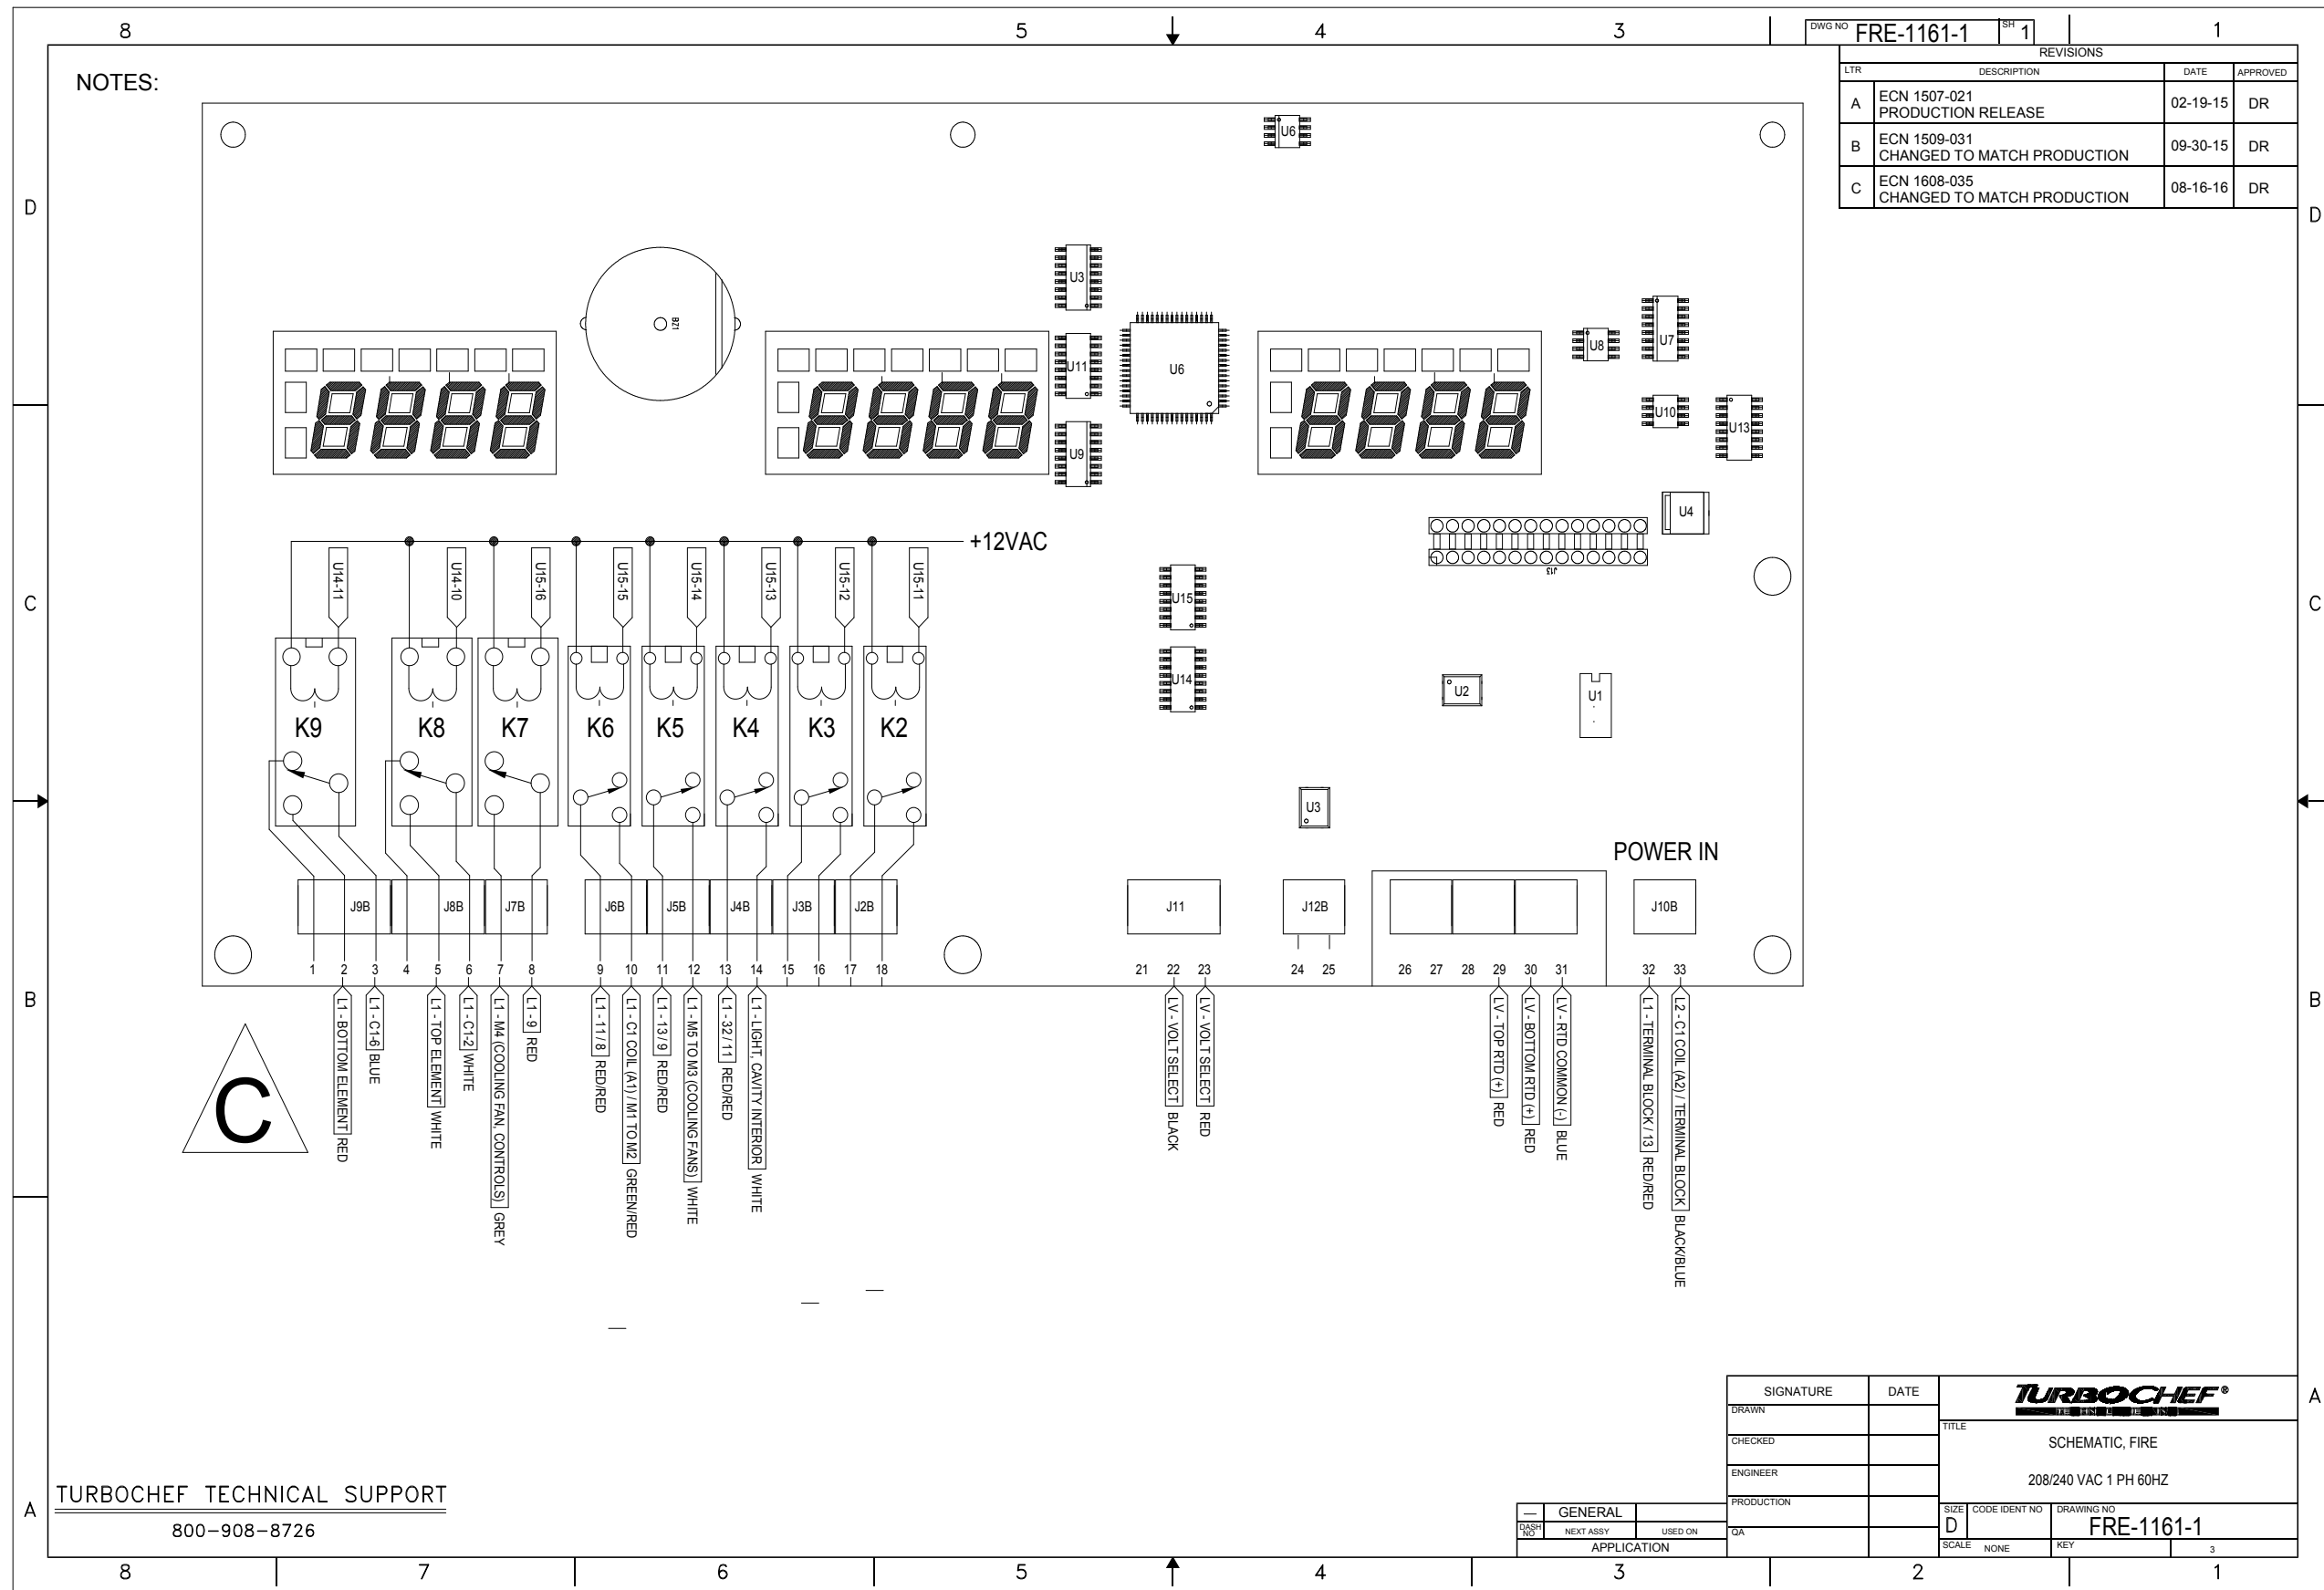 8 5 4 3 1
DWG NO FRE-1161-1 SH 1
REVISIONS
LTR DESCRIPTION DATE APPROVED
A ECN 1507-021 PRODUCTION RELEASE 02-19-15 DR
B ECN 1509-031 CHANGED TO MATCH PRODUCTION 09-30-15 DR
C ECN 1608-035 CHANGED TO MATCH PRODUCTION 08-16-16 DR
NOTES:
D D
U6
U3
BZ1
U11
U6
U8
U7
U9
U10
U13
U4
J13
+12VAC
U14-11
U14-10
U15-16
U15-15
U15-14
U15-13
U15-12
U15-11
C C
U15
U14
U2
U1
K9 K8 K7 K6 K5 K4 K3 K2
U3
POWER IN
J9B J8B J7B J6B J5B J4B J3B J2B J11 J12B J10B
1 2 3 4 5 6 7 8 9 10 11 12 13 14 15 16 17 18 21 22 23 24 25 26 27 28 29 30 31 32 33
B B
L1 - BOTTOM ELEMENT RED
L1 - C1-6 BLUE
L1 - TOP ELEMENT WHITE
L1 - C1-2 WHITE
L1 - M4 (COOLING FAN, CONTROLS) GREY
L1 - 9 RED
L1 - 11 / 8 RED/RED
L1 - C1 COIL (A1) / M1 TO M2 GREEN/RED
L1 - 13 / 9 RED/RED
L1 - M5 TO M3 (COOLING FANS) WHITE
L1 - 32 / 11 RED/RED
L1 - LIGHT, CAVITY INTERIOR WHITE
LV - VOLT SELECT BLACK
LV - VOLT SELECT RED
LV - TOP RTD (+) RED
LV - BOTTOM RTD (+) RED
LV - RTD COMMON (-) BLUE
L1 - TERMINAL BLOCK / 13 RED/RED
L2 - C1 COIL (A2) / TERMINAL BLOCK BLACK/BLUE
C
A A
TURBOCHEF TECHNICAL SUPPORT
800-908-8726
— GENERAL
DASH NO NEXT ASSY USED ON
APPLICATION
SIGNATURE DATE
DRAWN
CHECKED
ENGINEER
PRODUCTION
QA
TURBOCHEF®
TITLE
SCHEMATIC, FIRE
208/240 VAC 1 PH 60HZ
SIZE D
CODE IDENT NO
DRAWING NO FRE-1161-1
SCALE NONE
KEY
3
8 7 6 5 4 3 2 1